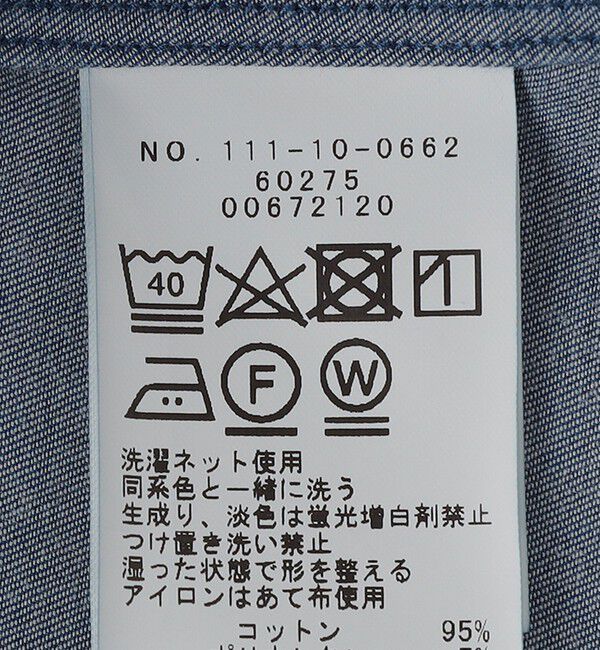 NO. 111-10-0662
60275
00672120
40
F W
洗濯ネット使用
同系色と一緒に洗う
生成り、淡色は蛍光増白剤禁止
つけ置き洗い禁止
湿った状態で形を整える
アイロンはあて布使用
コットン 95%